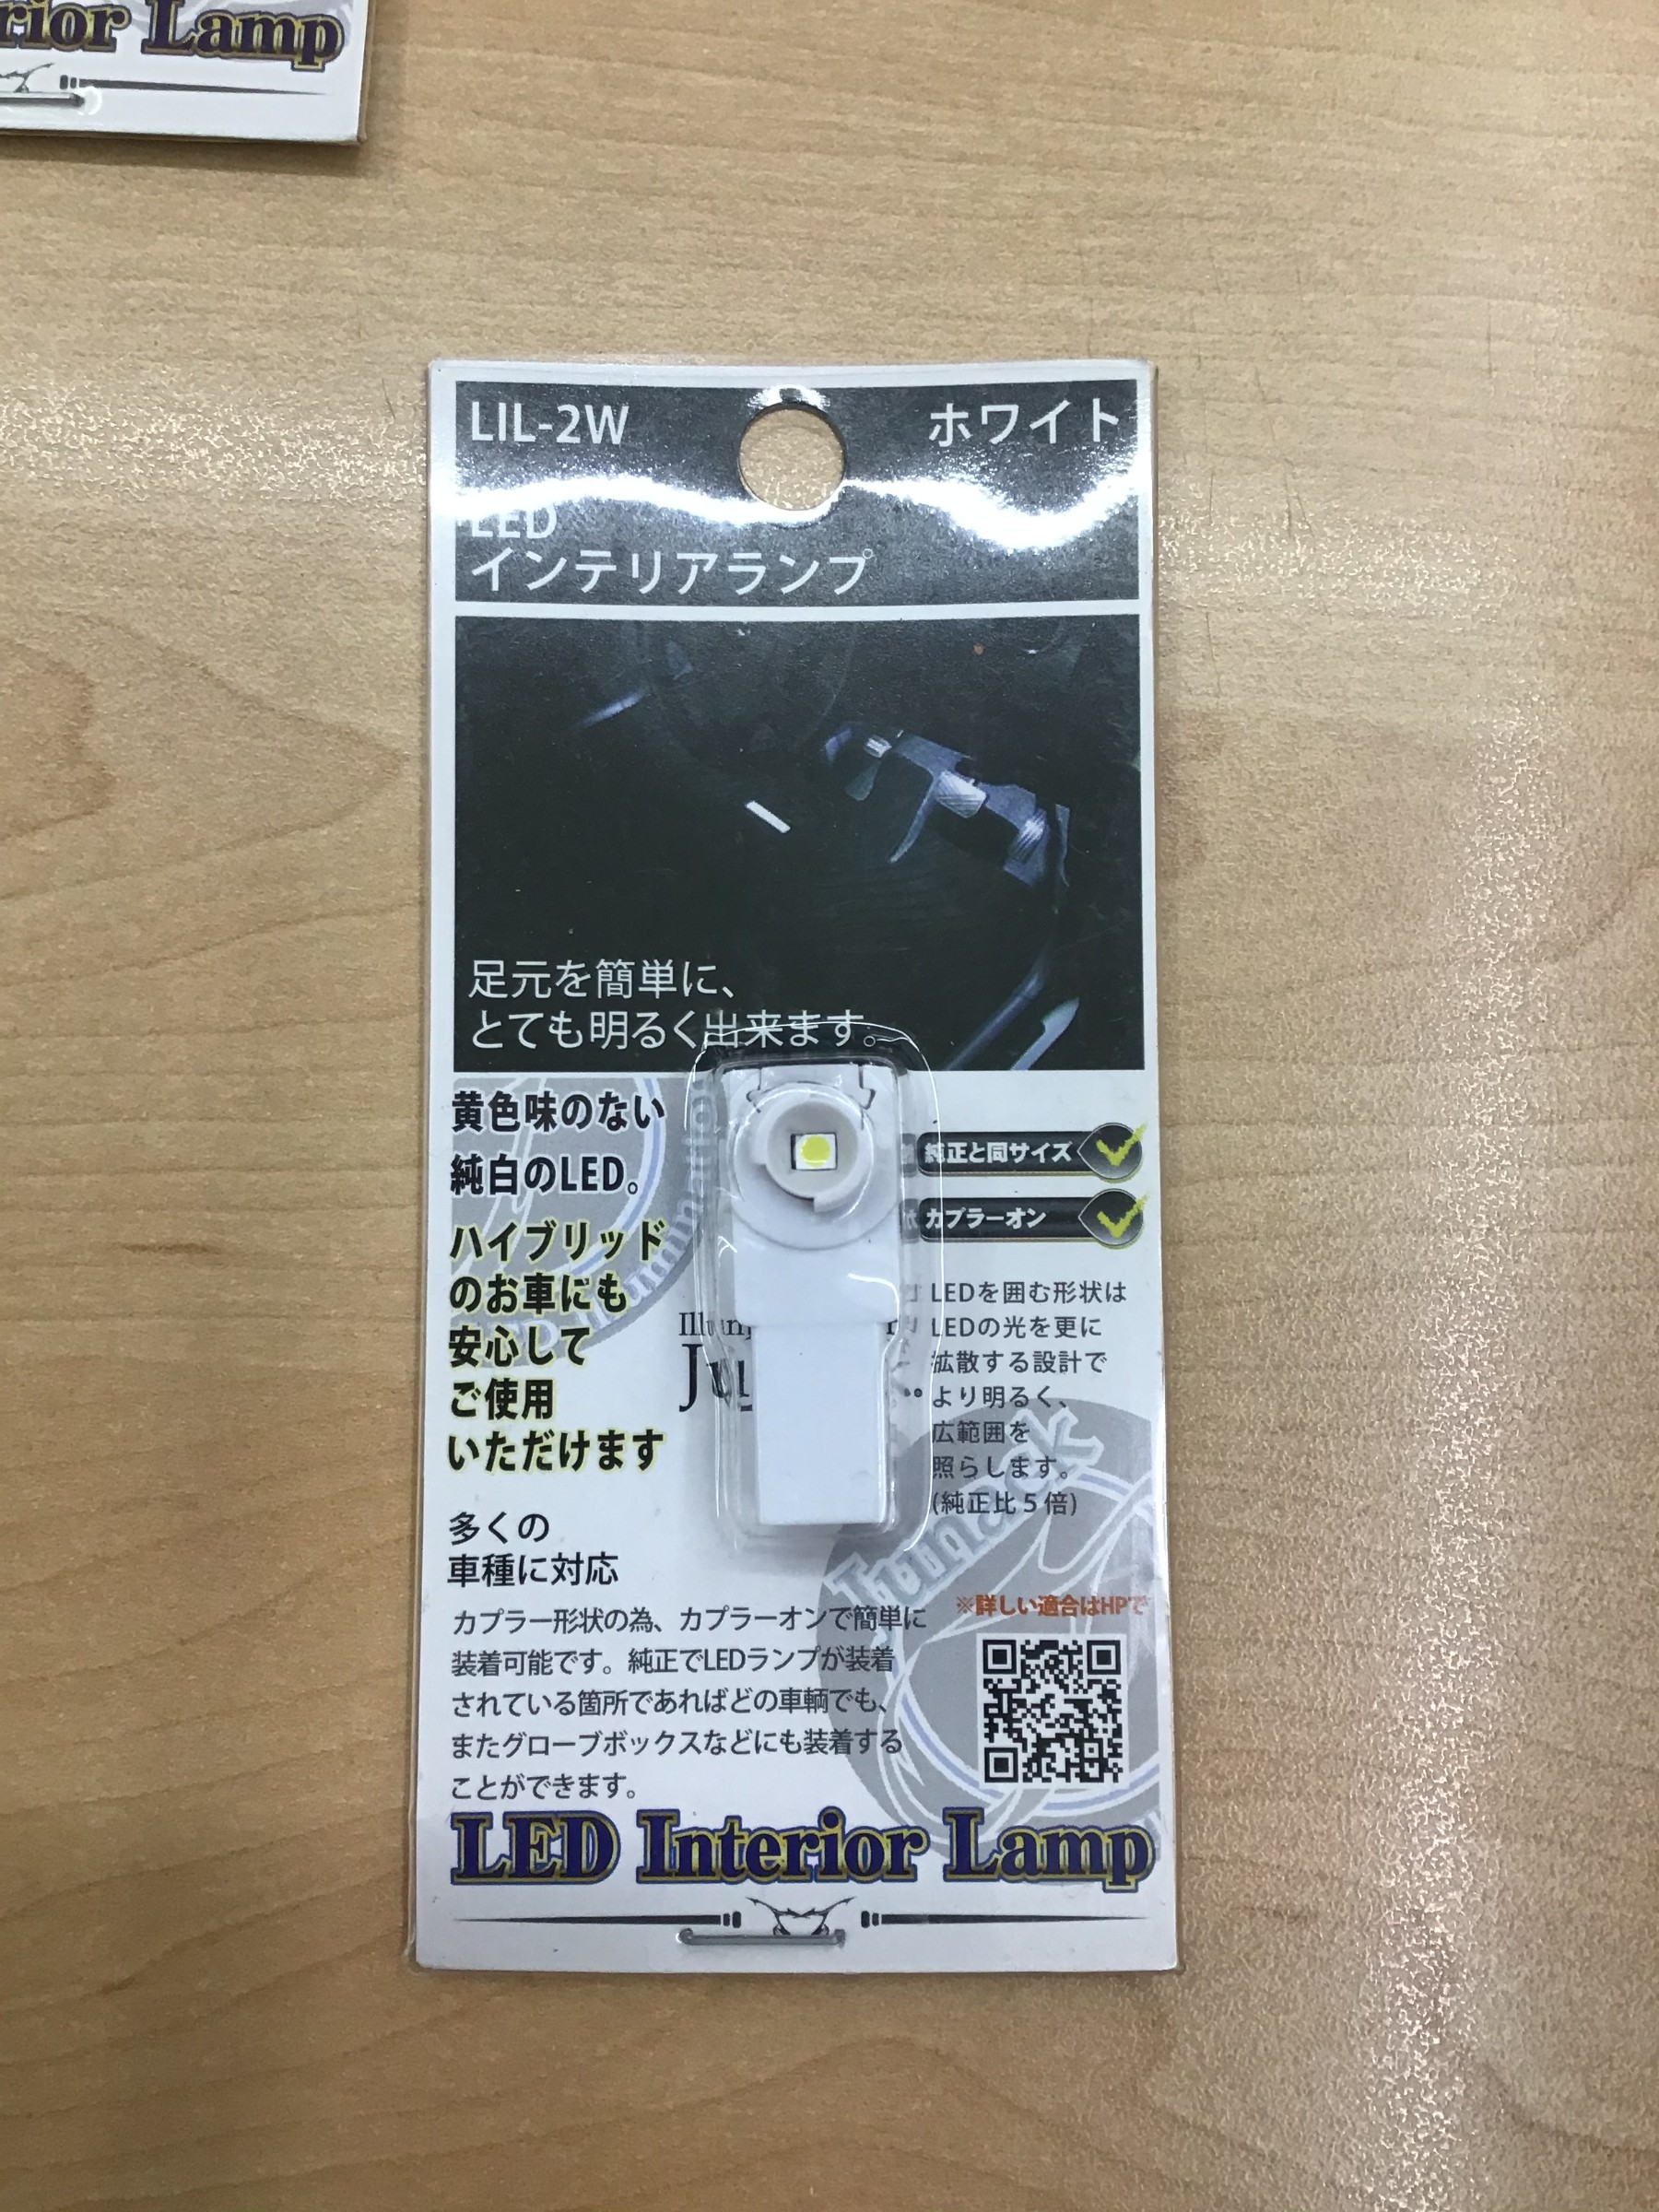 rior Lamp
LIL-2W
ホワイト
LED
インテリアランプ
足元を簡単に、
とても明るく出来ます。
黄色味のない
純白のLED。
ハイブリッド
のお車にも
安心して
ご使用
いただけます
純正と同サイズ
カプラーオン
LEDを囲む形状は
LEDの光を更に
拡散する設計で
より明るく、
広範囲を
照らします。
(純正比5倍)
多くの
車種に対応
カプラー形状の為、カプラーオンで簡単に
装着可能です。純正でLEDランプが装着
されている箇所であればどの車輌でも、
またグローブボックスなどにも装着する
ことができます。
※詳しい適合はHPで
Junack
LED Interior Lamp